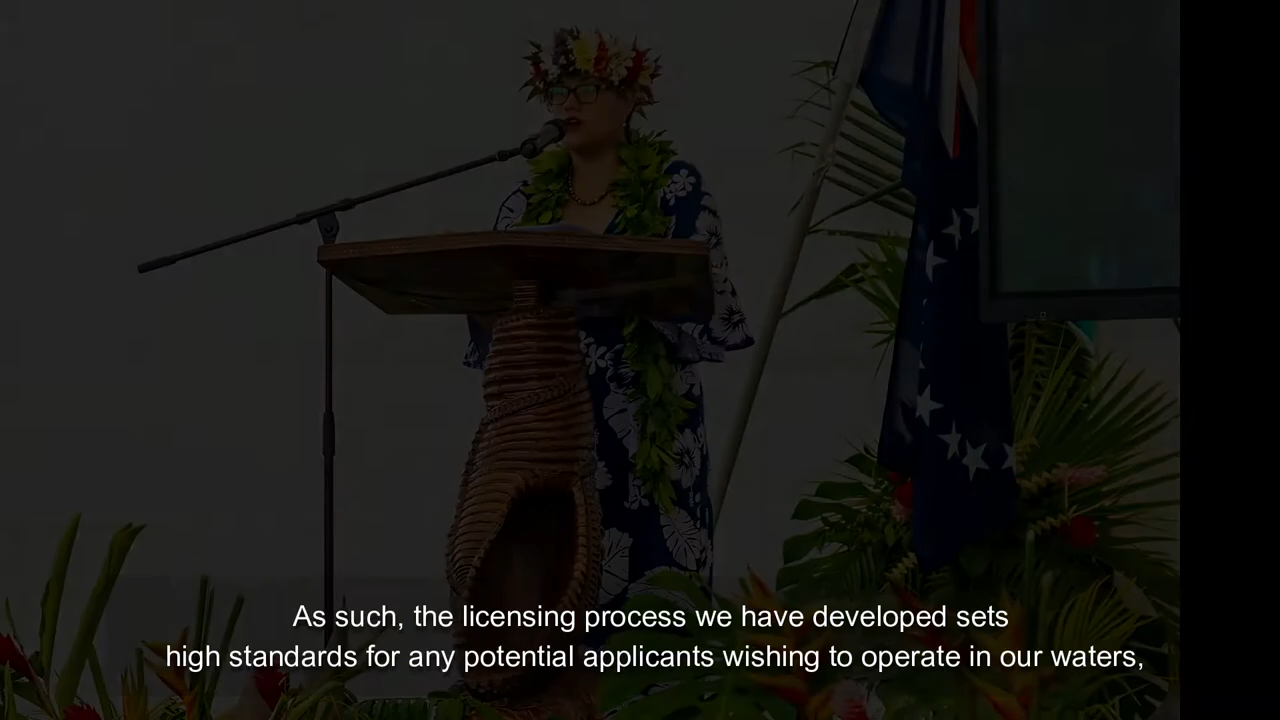 As such, the licensing process we have developed sets
high standards for any potential applicants wishing to operate in our waters,